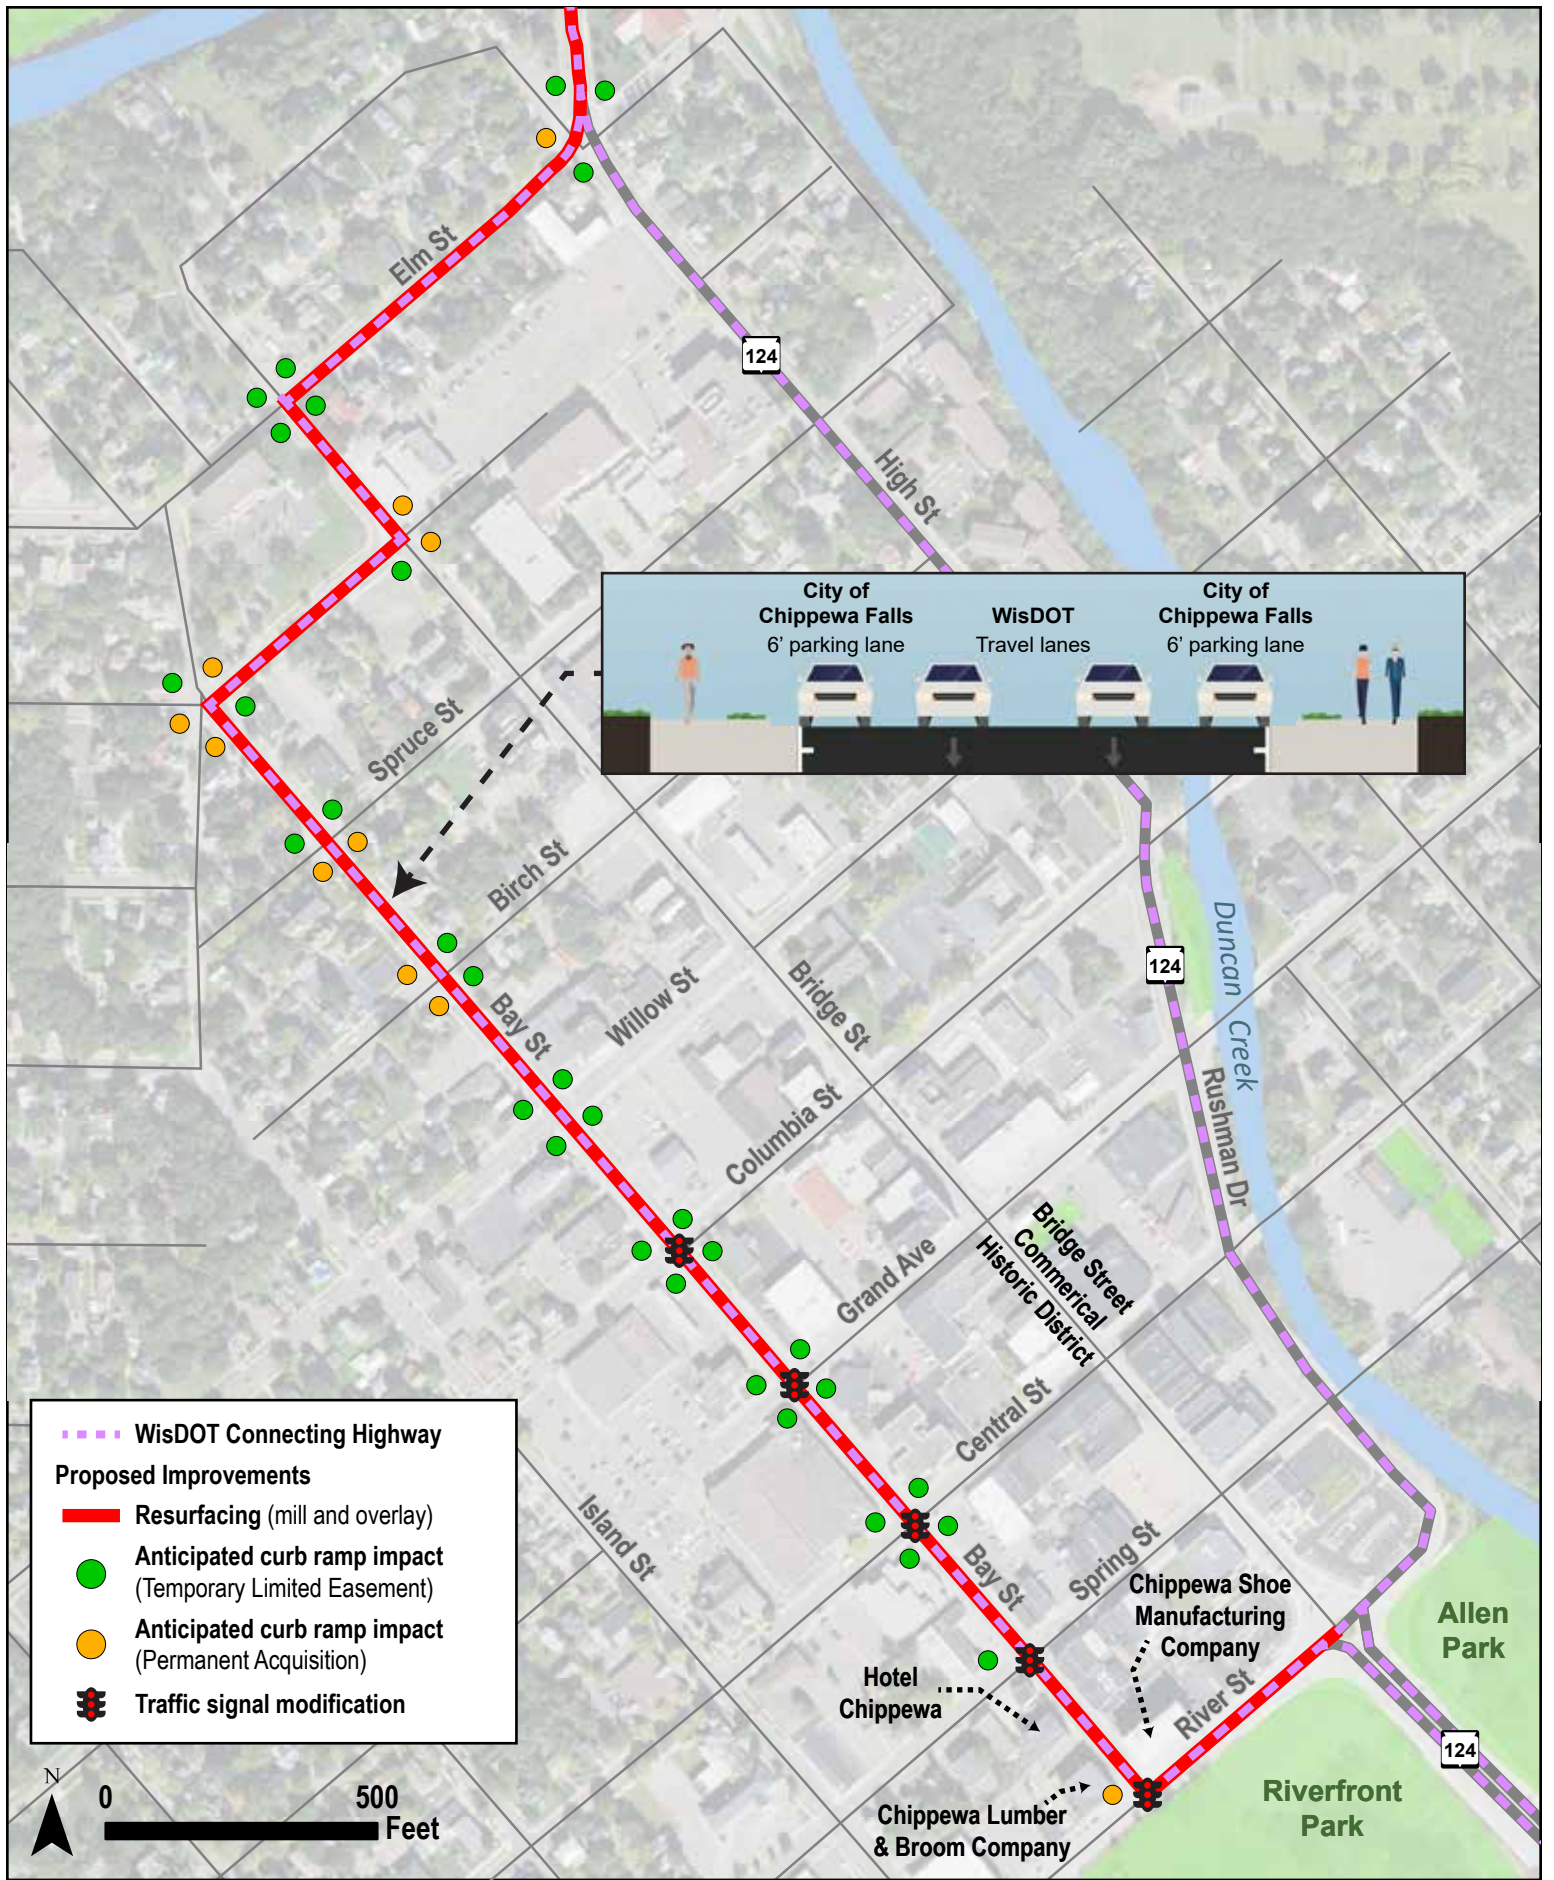 Elm St
124
High St
City of
Chippewa Falls
6' parking lane
WisDOT
Travel lanes
City of
Chippewa Falls
6' parking lane
Spruce St
Birch St
Bay St
Willow St
Bridge St
124
Duncan Creek
Rushman Dr
Columbia St
Grand Ave
Bridge Street
Commerical
Historic District
Central St
Island St
Bay St
Spring St
Chippewa Shoe
Manufacturing
Company
Allen
Park
Hotel
Chippewa
River St
124
Riverfront
Park
Chippewa Lumber
& Broom Company
WisDOT Connecting Highway
Proposed Improvements
Resurfacing (mill and overlay)
Anticipated curb ramp impact
(Temporary Limited Easement)
Anticipated curb ramp impact
(Permanent Acquisition)
Traffic signal modification
N
0 500
Feet